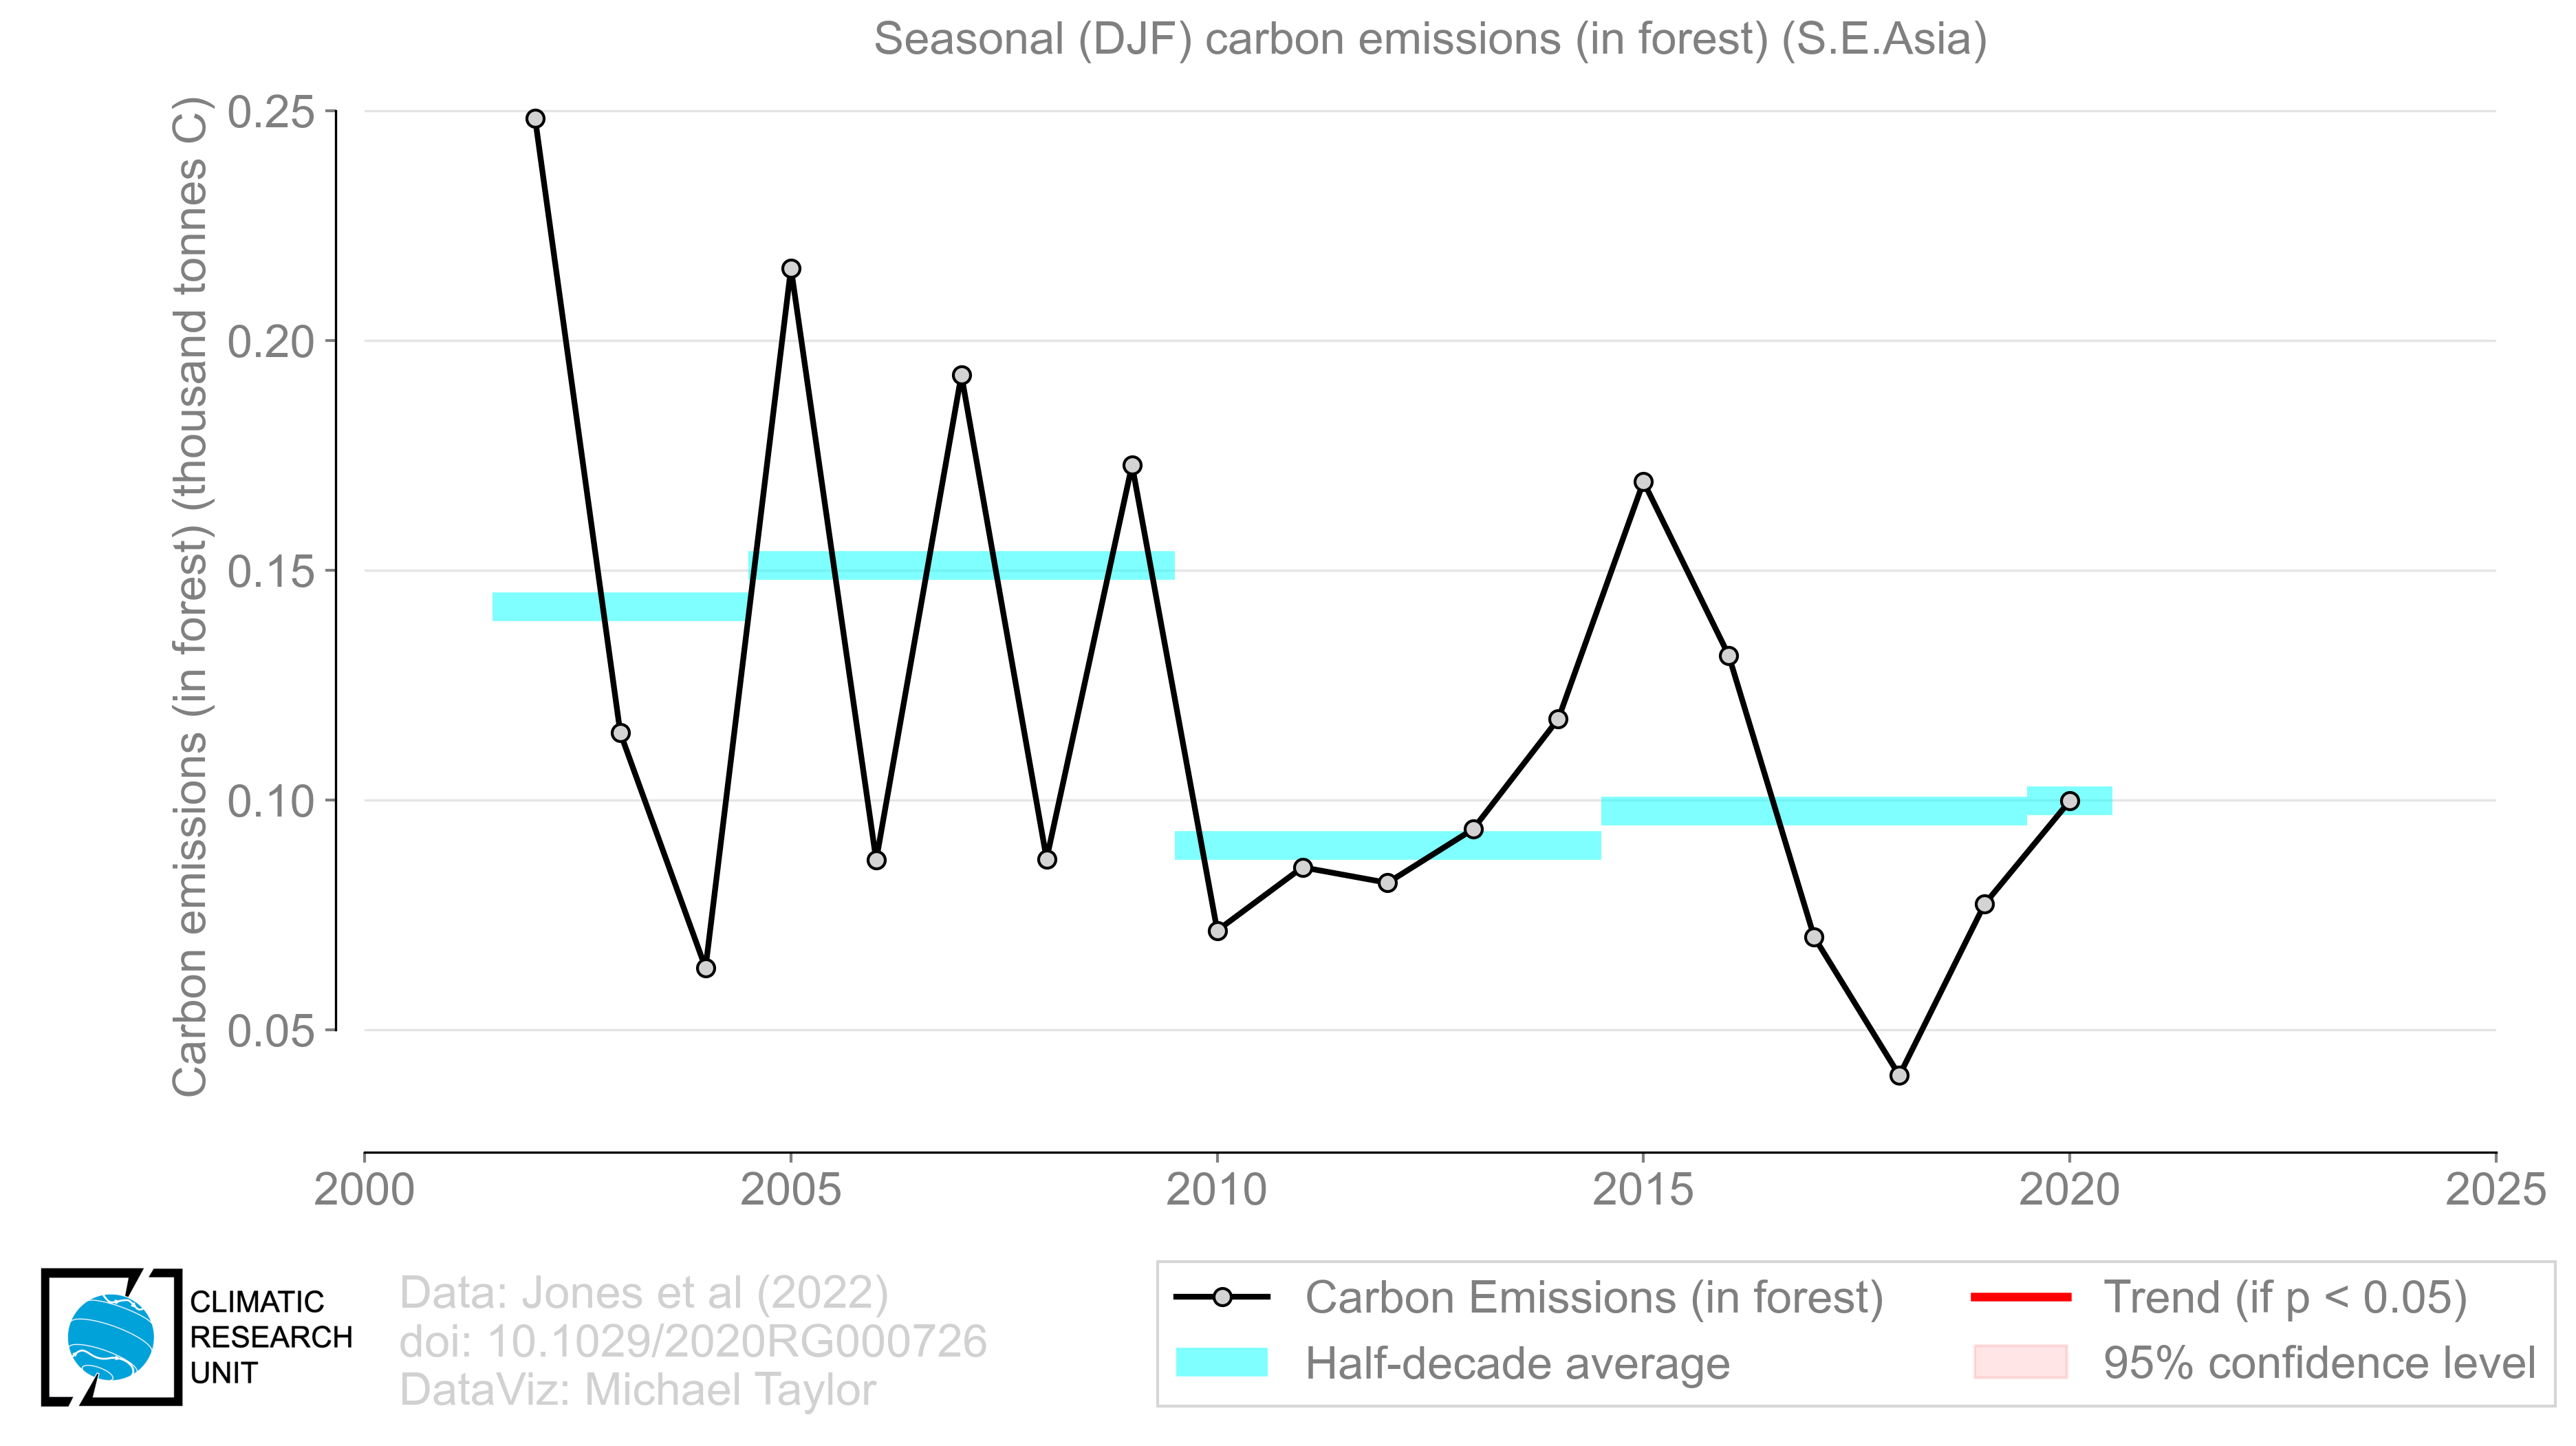 Seasonal (DJF) carbon emissions (in forest) (S.E.Asia)
Carbon emissions (in forest) (thousand tonnes C)
0.25
0.20
0.15
0.10
0.05
2000 2005 2010 2015 2020 2025
CLIMATIC
RESEARCH
UNIT
Data: Jones et al (2022)
doi: 10.1029/2020RG000726
DataViz: Michael Taylor
Carbon Emissions (in forest)
Half-decade average
Trend (if p < 0.05)
95% confidence level